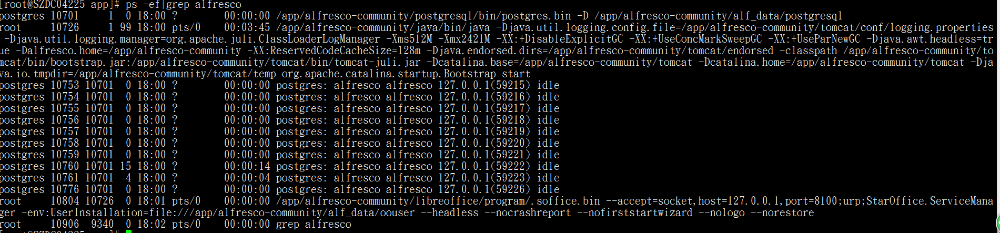 [root@SZDC04225 app]# ps -ef|grep alfresco
postgres 10701     1  0 18:00 ?        00:00:00 /app/alfresco-community/postgresql/bin/postgres.bin -D /app/alfresco-community/alf_data/postgresql
root     10726     1 99 18:00 pts/0    00:03:45 /app/alfresco-community/java/bin/java -Djava.util.logging.config.file=/app/alfresco-community/tomcat/conf/logging.properties
 -Djava.util.logging.manager=org.apache.juli.ClassLoaderLogManager -Xms512M -Xmx2421M -XX:+DisableExplicitGC -XX:+UseConcMarkSweepGC -XX:+UseParNewGC -Djava.awt.headless=tr
ue -Dalfresco.home=/app/alfresco-community -XX:ReservedCodeCacheSize=128m -Djava.endorsed.dirs=/app/alfresco-community/tomcat/endorsed -classpath /app/alfresco-community/to
mcat/bin/bootstrap.jar:/app/alfresco-community/tomcat/bin/tomcat-juli.jar -Dcatalina.base=/app/alfresco-community/tomcat -Dcatalina.home=/app/alfresco-community/tomcat -Dja
va.io.tmpdir=/app/alfresco-community/tomcat/temp org.apache.catalina.startup.Bootstrap start
postgres 10753 10701  0 18:00 ?        00:00:00 postgres: alfresco alfresco 127.0.0.1(59215) idle
postgres 10754 10701  0 18:00 ?        00:00:00 postgres: alfresco alfresco 127.0.0.1(59216) idle
postgres 10755 10701  0 18:00 ?        00:00:00 postgres: alfresco alfresco 127.0.0.1(59217) idle
postgres 10756 10701  0 18:00 ?        00:00:00 postgres: alfresco alfresco 127.0.0.1(59218) idle
postgres 10757 10701  0 18:00 ?        00:00:00 postgres: alfresco alfresco 127.0.0.1(59219) idle
postgres 10758 10701  0 18:00 ?        00:00:00 postgres: alfresco alfresco 127.0.0.1(59220) idle
postgres 10759 10701  0 18:00 ?        00:00:00 postgres: alfresco alfresco 127.0.0.1(59221) idle
postgres 10760 10701 15 18:00 ?        00:00:14 postgres: alfresco alfresco 127.0.0.1(59222) idle
postgres 10761 10701  4 18:00 ?        00:00:04 postgres: alfresco alfresco 127.0.0.1(59223) idle
postgres 10776 10701  0 18:00 ?        00:00:00 postgres: alfresco alfresco 127.0.0.1(59226) idle
root     10804 10726  0 18:01 pts/0    00:00:00 /app/alfresco-community/libreoffice/program/.soffice.bin --accept=socket,host=127.0.0.1,port=8100;urp;StarOffice.ServiceMana
ger -env:UserInstallation=file:///app/alfresco-community/alf_data/oouser --headless --nocrashreport --nofirststartwizard --nologo --norestore
root     10906  9340  0 18:02 pts/0    00:00:00 grep alfresco
[root@SZDC04225 app]#